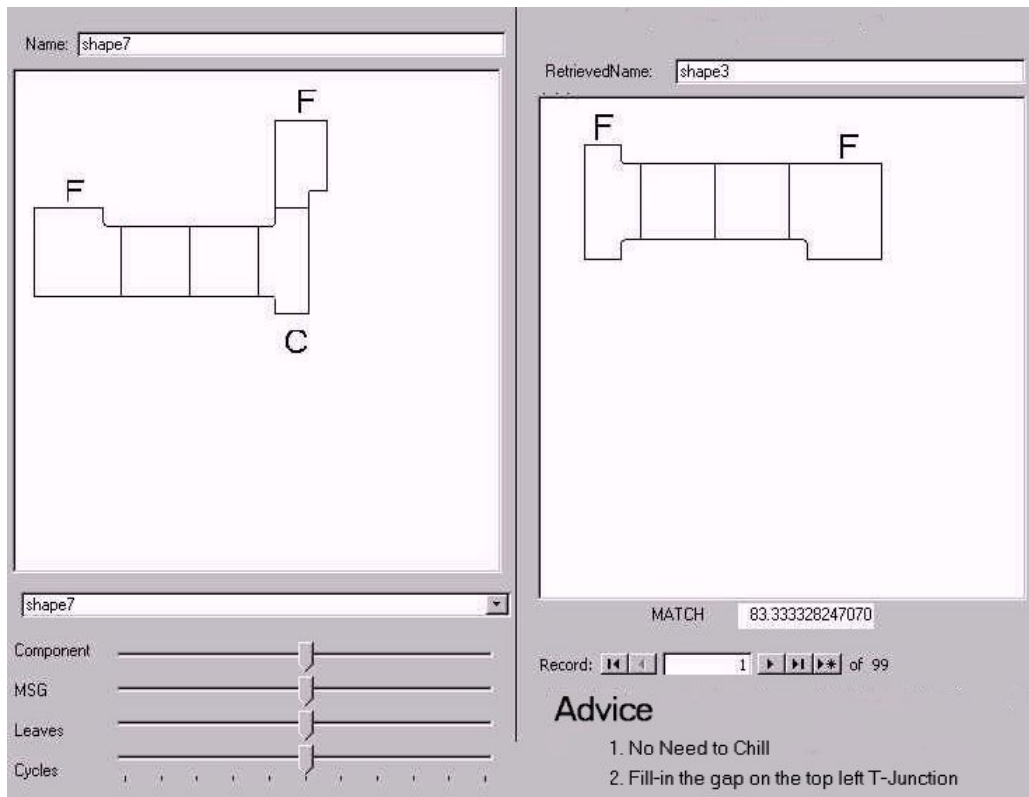 Name: shape7
F
F
C
shape7
Component
MSG
Leaves
Cycles
RetrievedName: shape3
F
F
MATCH 83.333328247070
Record: 1 of 99
Advice
1. No Need to Chill
2. Fill-in the gap on the top left T-Junction